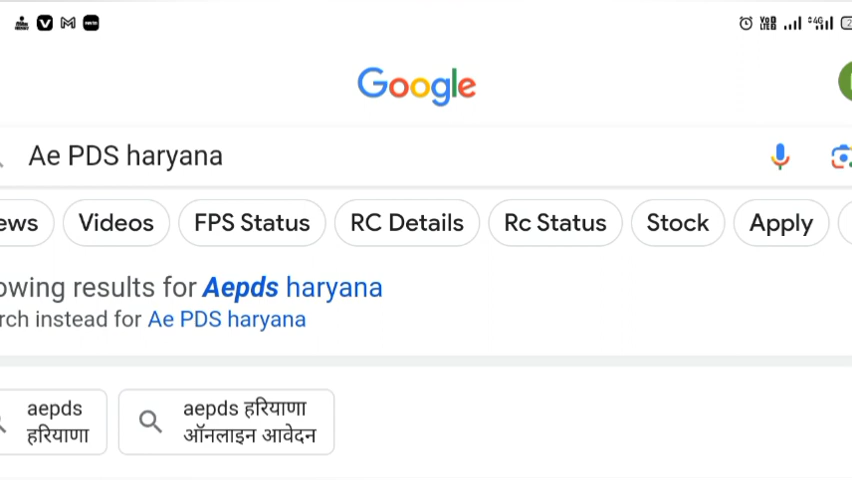 Google
Ae PDS haryana
ews Videos FPS Status RC Details Rc Status Stock Apply
owing results for Aepds haryana
rch instead for Ae PDS haryana
aepds
हरियाणा
aepds हरियाणा
ऑनलाइन आवेदन